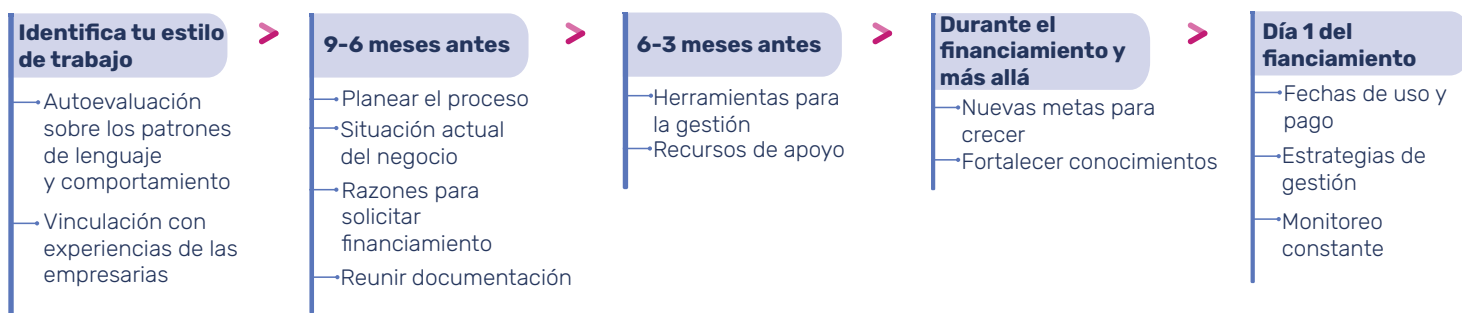 Identifica tu estilo
de trabajo
Autoevaluación
sobre los patrones
de lenguaje
y comportamiento
Vinculación con
experiencias de las
empresarias
>
9-6 meses antes
Planear el proceso
Situación actual
del negocio
Razones para
solicitar
financiamiento
Reunir documentación
>
6-3 meses antes
Herramientas para
la gestión
Recursos de apoyo
>
Durante el
financiamiento y
más allá
Nuevas metas para
crecer
Fortalecer conocimientos
>
Día 1 del
fianciamiento
Fechas de uso y
pago
Estrategias de
gestión
Monitoreo
constante